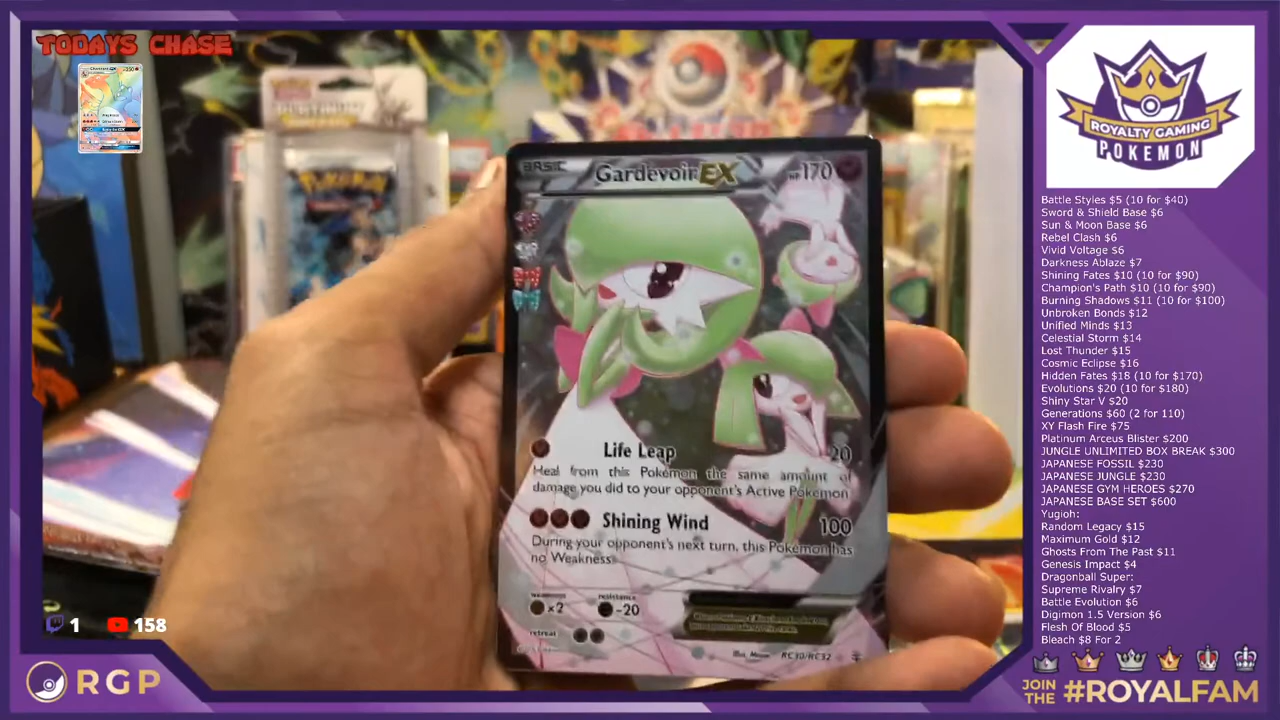 TODAYS CHASE
POKEMON
BASIC
Gardevoir EX
HP170
Life Leap
20
Heal from this Pokémon the same amount of
damage you did to your opponent's Active Pokémon
Shining Wind
100
During your opponent's next turn, this Pokémon has
no Weakness.
weakness
×2
resistance
-20
retreat
RC30/RC32
1
158
RGP
ROYALTY GAMING
POKEMON
Battle Styles $5 (10 for $40)
Sword & Shield Base $6
Sun & Moon Base $6
Rebel Clash $6
Vivid Voltage $6
Darkness Ablaze $7
Shining Fates $10 (10 for $90)
Champion's Path $10 (10 for $90)
Burning Shadows $11 (10 for $100)
Unbroken Bonds $12
Unified Minds $13
Celestial Storm $14
Lost Thunder $15
Cosmic Eclipse $16
Hidden Fates $18 (10 for $170)
Evolutions $20 (10 for $180)
Shiny Star V $20
Generations $60 (2 for 110)
XY Flash Fire $75
Platinum Arceus Blister $200
JUNGLE UNLIMITED BOX BREAK $300
JAPANESE FOSSIL $230
JAPANESE JUNGLE $230
JAPANESE GYM HEROES $270
JAPANESE BASE SET $600
Yugioh:
Random Legacy $15
Maximum Gold $12
Ghosts From The Past $11
Genesis Impact $4
Dragonball Super:
Supreme Rivalry $7
Battle Evolution $6
Digimon 1.5 Version $6
Flesh Of Blood $5
Bleach $8 For 2
JOIN
THE #ROYALFAM